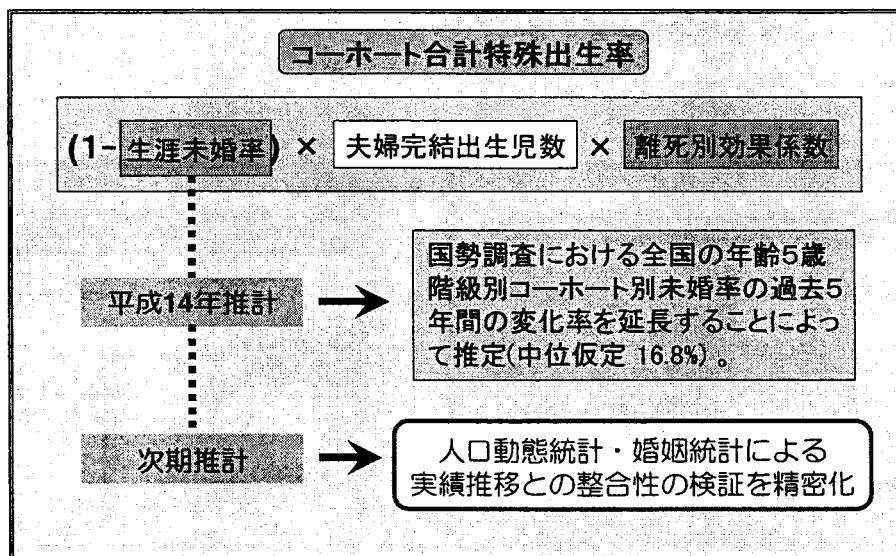 コーホート合計特殊出生率
(1-生涯未婚率) × 夫婦完結出生児数 × 離死別効果係数
平成14年推計
国勢調査における全国の年齢5歳
階級別コーホート別未婚率の過去5
年間の変化率を延長することによっ
て推定(中位仮定 16.8%) 。
次期推計
人口動態統計・婚姻統計による
実績推移との整合性の検証を精密化